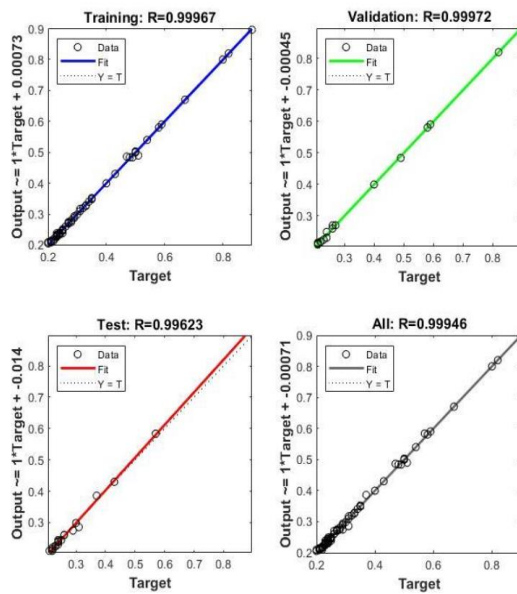 Training: R=0.99967
Output ~= 1*Target + 0.00073
0.9
0.8
0.7
0.6
0.5
0.4
0.3
0.2
Data
Fit
Y = T
0.2 0.4 0.6 0.8
Target
Validation: R=0.99972
Output ~= 1*Target + -0.00045
0.8
0.7
0.6
0.5
0.4
0.3
Data
Fit
Y = T
0.3 0.4 0.5 0.6 0.7 0.8
Target
Test: R=0.99623
Output ~= 1*Target + -0.014
0.8
0.7
0.6
0.5
0.4
0.3
Data
Fit
Y = T
0.3 0.4 0.5 0.6 0.7 0.8
Target
All: R=0.99946
Output ~= 1*Target + -0.00071
0.9
0.8
0.7
0.6
0.5
0.4
0.3
0.2
Data
Fit
Y = T
0.2 0.4 0.6 0.8
Target